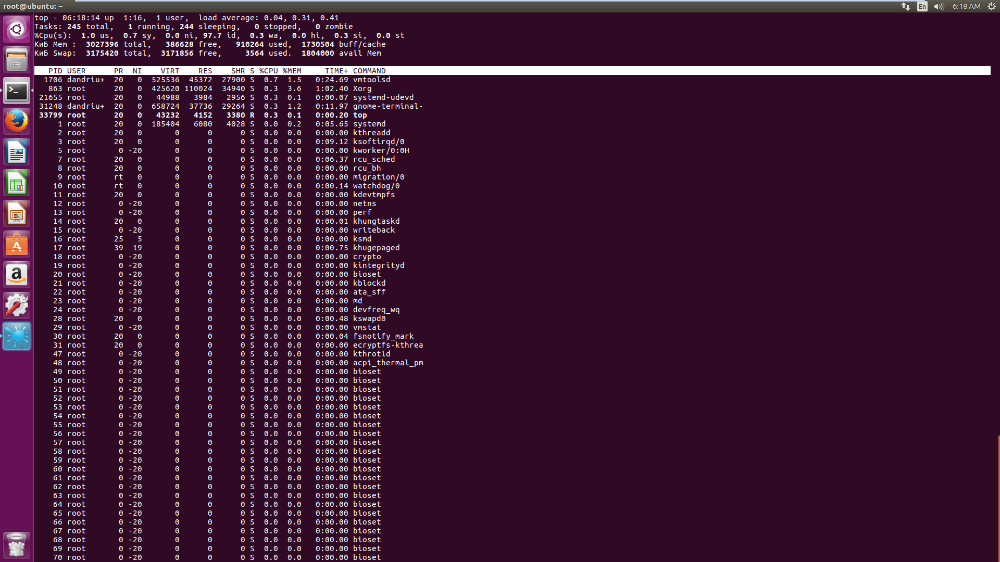 root@ubuntu: ~
En
6:18 AM
top - 06:18:14 up  1:16,  1 user,  load average: 0.04, 0.31, 0.41
Tasks: 245 total,   1 running, 244 sleeping,   0 stopped,   0 zombie
%Cpu(s):  1.0 us,  0.7 sy,  0.0 ni, 97.7 id,  0.3 wa,  0.0 hi,  0.3 si,  0.0 st
КиБ Mem :  3027396 total,   386628 free,   910264 used,  1730504 buff/cache
КиБ Swap:  3175420 total,  3171856 free,     3564 used.  1804000 avail Mem
PID USER      PR  NI    VIRT    RES    SHR S %CPU %MEM     TIME+ COMMAND
1706 dandriu+  20   0  525536  45372  27900 S  0.7  1.5   0:24.69 vmtoolsd
863 root      20   0  425620 110024  34940 S  0.3  3.6   1:02.40 Xorg
21655 root      20   0   44988   3984   2956 S  0.3  0.1   0:00.07 systemd-udevd
31248 dandriu+  20   0  658724  37736  29264 S  0.3  1.2   0:11.97 gnome-terminal-
33799 root      20   0   43232   4152   3380 R  0.3  0.1   0:00.20 top
1 root      20   0  185404   6080   4028 S  0.0  0.2   0:05.65 systemd
2 root      20   0       0      0      0 S  0.0  0.0   0:00.00 kthreadd
3 root      20   0       0      0      0 S  0.0  0.0   0:09.12 ksoftirqd/0
5 root       0 -20       0      0      0 S  0.0  0.0   0:00.00 kworker/0:0H
7 root      20   0       0      0      0 S  0.0  0.0   0:06.37 rcu_sched
8 root      20   0       0      0      0 S  0.0  0.0   0:00.00 rcu_bh
9 root      rt   0       0      0      0 S  0.0  0.0   0:00.00 migration/0
10 root      rt   0       0      0      0 S  0.0  0.0   0:00.14 watchdog/0
11 root      20   0       0      0      0 S  0.0  0.0   0:00.00 kdevtmpfs
12 root       0 -20       0      0      0 S  0.0  0.0   0:00.00 netns
13 root       0 -20       0      0      0 S  0.0  0.0   0:00.00 perf
14 root      20   0       0      0      0 S  0.0  0.0   0:00.01 khungtaskd
15 root       0 -20       0      0      0 S  0.0  0.0   0:00.00 writeback
16 root      25   5       0      0      0 S  0.0  0.0   0:00.00 ksmd
17 root      39  19       0      0      0 S  0.0  0.0   0:00.75 khugepaged
18 root       0 -20       0      0      0 S  0.0  0.0   0:00.00 crypto
19 root       0 -20       0      0      0 S  0.0  0.0   0:00.00 kintegrityd
20 root       0 -20       0      0      0 S  0.0  0.0   0:00.00 bioset
21 root       0 -20       0      0      0 S  0.0  0.0   0:00.00 kblockd
22 root       0 -20       0      0      0 S  0.0  0.0   0:00.00 ata_sff
23 root       0 -20       0      0      0 S  0.0  0.0   0:00.00 md
24 root       0 -20       0      0      0 S  0.0  0.0   0:00.00 devfreq_wq
28 root      20   0       0      0      0 S  0.0  0.0   0:00.48 kswapd0
29 root       0 -20       0      0      0 S  0.0  0.0   0:00.00 vmstat
30 root      20   0       0      0      0 S  0.0  0.0   0:00.04 fsnotify_mark
31 root      20   0       0      0      0 S  0.0  0.0   0:00.00 ecryptfs-kthrea
47 root       0 -20       0      0      0 S  0.0  0.0   0:00.00 kthrotld
48 root       0 -20       0      0      0 S  0.0  0.0   0:00.00 acpi_thermal_pm
49 root       0 -20       0      0      0 S  0.0  0.0   0:00.00 bioset
50 root       0 -20       0      0      0 S  0.0  0.0   0:00.00 bioset
51 root       0 -20       0      0      0 S  0.0  0.0   0:00.00 bioset
52 root       0 -20       0      0      0 S  0.0  0.0   0:00.00 bioset
53 root       0 -20       0      0      0 S  0.0  0.0   0:00.00 bioset
54 root       0 -20       0      0      0 S  0.0  0.0   0:00.00 bioset
55 root       0 -20       0      0      0 S  0.0  0.0   0:00.00 bioset
56 root       0 -20       0      0      0 S  0.0  0.0   0:00.00 bioset
57 root       0 -20       0      0      0 S  0.0  0.0   0:00.00 bioset
58 root       0 -20       0      0      0 S  0.0  0.0   0:00.00 bioset
59 root       0 -20       0      0      0 S  0.0  0.0   0:00.00 bioset
60 root       0 -20       0      0      0 S  0.0  0.0   0:00.00 bioset
61 root       0 -20       0      0      0 S  0.0  0.0   0:00.00 bioset
62 root       0 -20       0      0      0 S  0.0  0.0   0:00.00 bioset
63 root       0 -20       0      0      0 S  0.0  0.0   0:00.00 bioset
64 root       0 -20       0      0      0 S  0.0  0.0   0:00.00 bioset
65 root       0 -20       0      0      0 S  0.0  0.0   0:00.00 bioset
66 root       0 -20       0      0      0 S  0.0  0.0   0:00.00 bioset
67 root       0 -20       0      0      0 S  0.0  0.0   0:00.00 bioset
68 root       0 -20       0      0      0 S  0.0  0.0   0:00.00 bioset
69 root       0 -20       0      0      0 S  0.0  0.0   0:00.00 bioset
70 root       0 -20       0      0      0 S  0.0  0.0   0:00.00 bioset